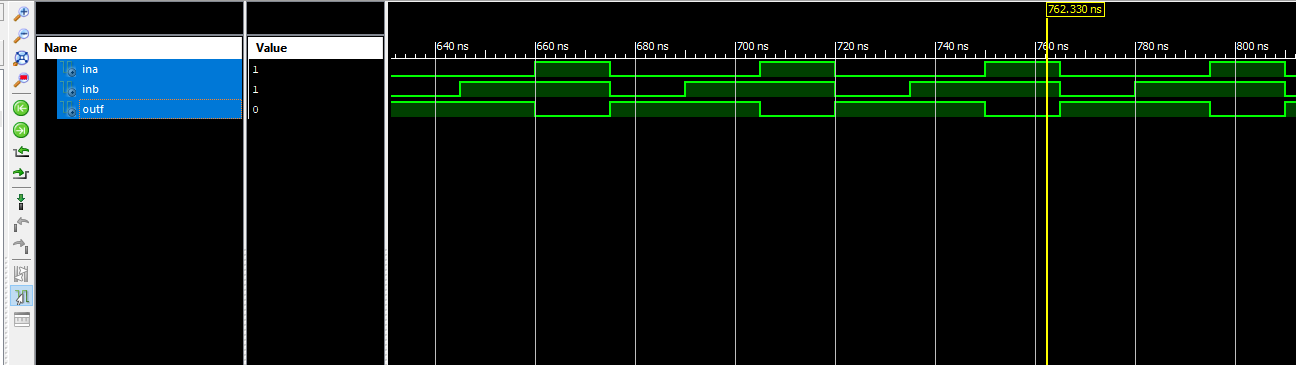 762.330 ns
Name Value
640 ns 660 ns 680 ns 700 ns 720 ns 740 ns 760 ns 780 ns 800 ns
ina 1
inb 1
outf 0